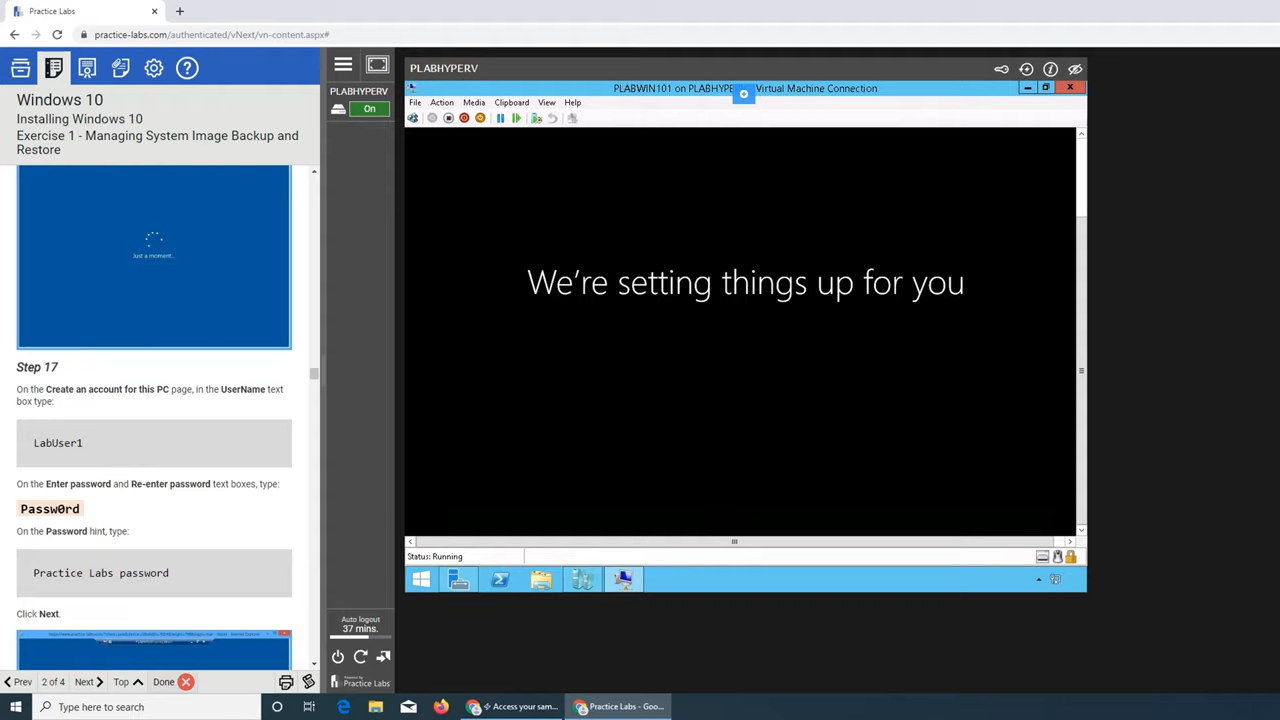 Practice Labs
practice-labs.com/authenticated/vNext/vn-content.aspx#
Windows 10
Installing Windows 10
Exercise 1 - Managing System Image Backup and
Restore
Just a moment...
Step 17
On the Create an account for this PC page, in the UserName text
box type:
LabUser1
On the Enter password and Re-enter password text boxes, type:
Passw0rd
On the Password hint, type:
Practice Labs password
Click Next.
Prev 2 of 4 Next Top Done
PLABHYPERV
On
Auto logout
37 mins.
Practice Labs
PLABHYPERV
PLABWIN101 on PLABHYPE Virtual Machine Connection
File Action Media Clipboard View Help
We're setting things up for you
Status: Running
Type here to search
Access your sam...
Practice Labs - Goo...